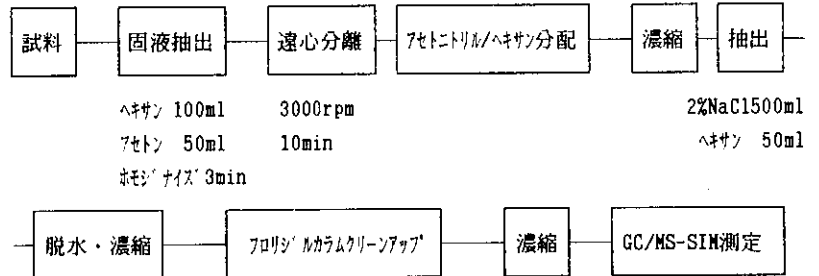 試料 固液抽出 遠心分離 アセトニトリル/ヘキサン分配 濃縮 抽出
ヘキサン 100ml 3000rpm 2%NaCl500ml
アセトン 50ml 10min ヘキサン 50ml
ホモジナイズ 3min
脱水・濃縮 フロリジルカラムクリーンアップ 濃縮 GC/MS-SIM測定